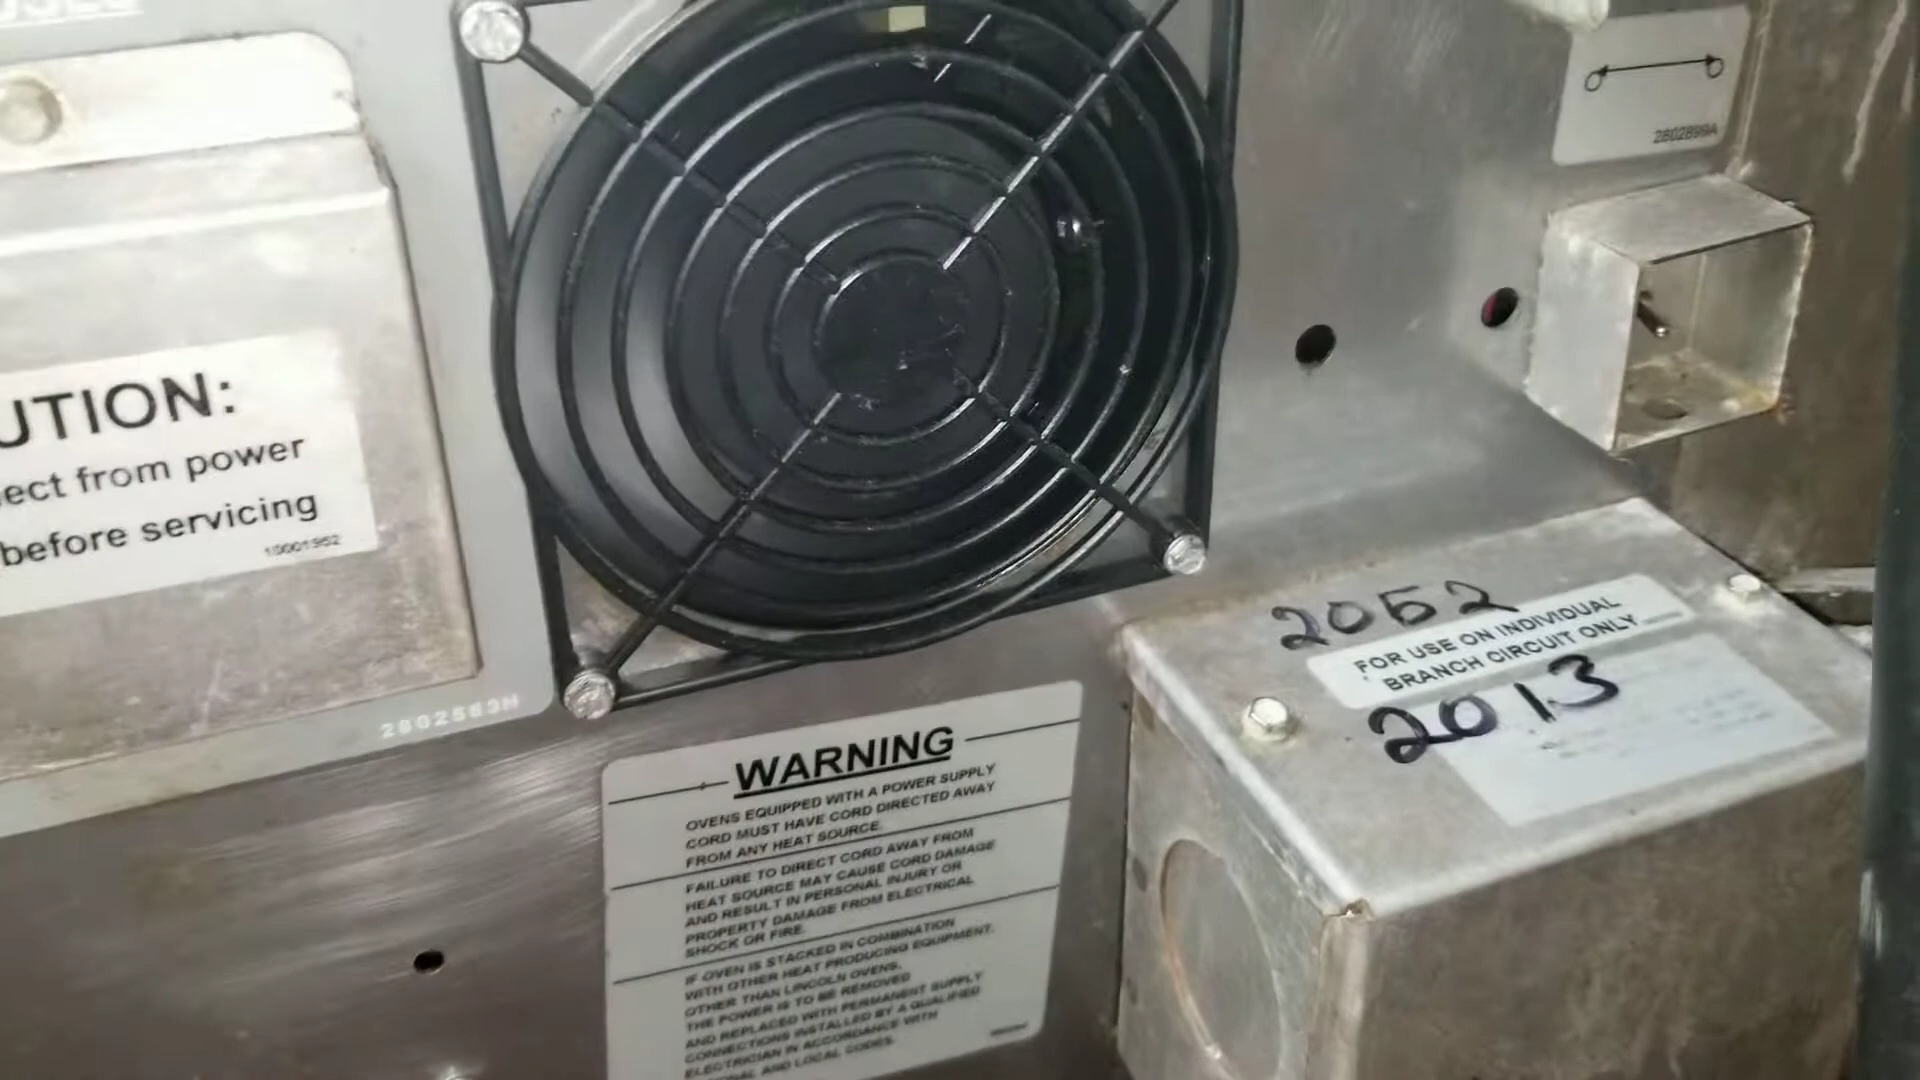 2802899A
UTION:
ect from power
before servicing
10001952
2802563H
2052
FOR USE ON INDIVIDUAL
BRANCH CIRCUIT ONLY
2013
WARNING
OVENS EQUIPPED WITH A POWER SUPPLY
CORD MUST HAVE CORD DIRECTED AWAY
FROM ANY HEAT SOURCE.
FAILURE TO DIRECT CORD AWAY FROM
HEAT SOURCE MAY CAUSE CORD DAMAGE
AND RESULT IN PERSONAL INJURY OR
PROPERTY DAMAGE FROM ELECTRICAL
SHOCK OR FIRE.
IF OVEN IS STACKED IN COMBINATION
WITH OTHER HEAT PRODUCING EQUIPMENT,
OTHER THAN LINCOLN OVENS,
THE POWER IS TO BE REMOVED
AND REPLACED WITH PERMANENT SUPPLY
CONNECTIONS INSTALLED BY A QUALIFIED
ELECTRICIAN IN ACCORDANCE WITH
ONAL AND LOCAL CODES.